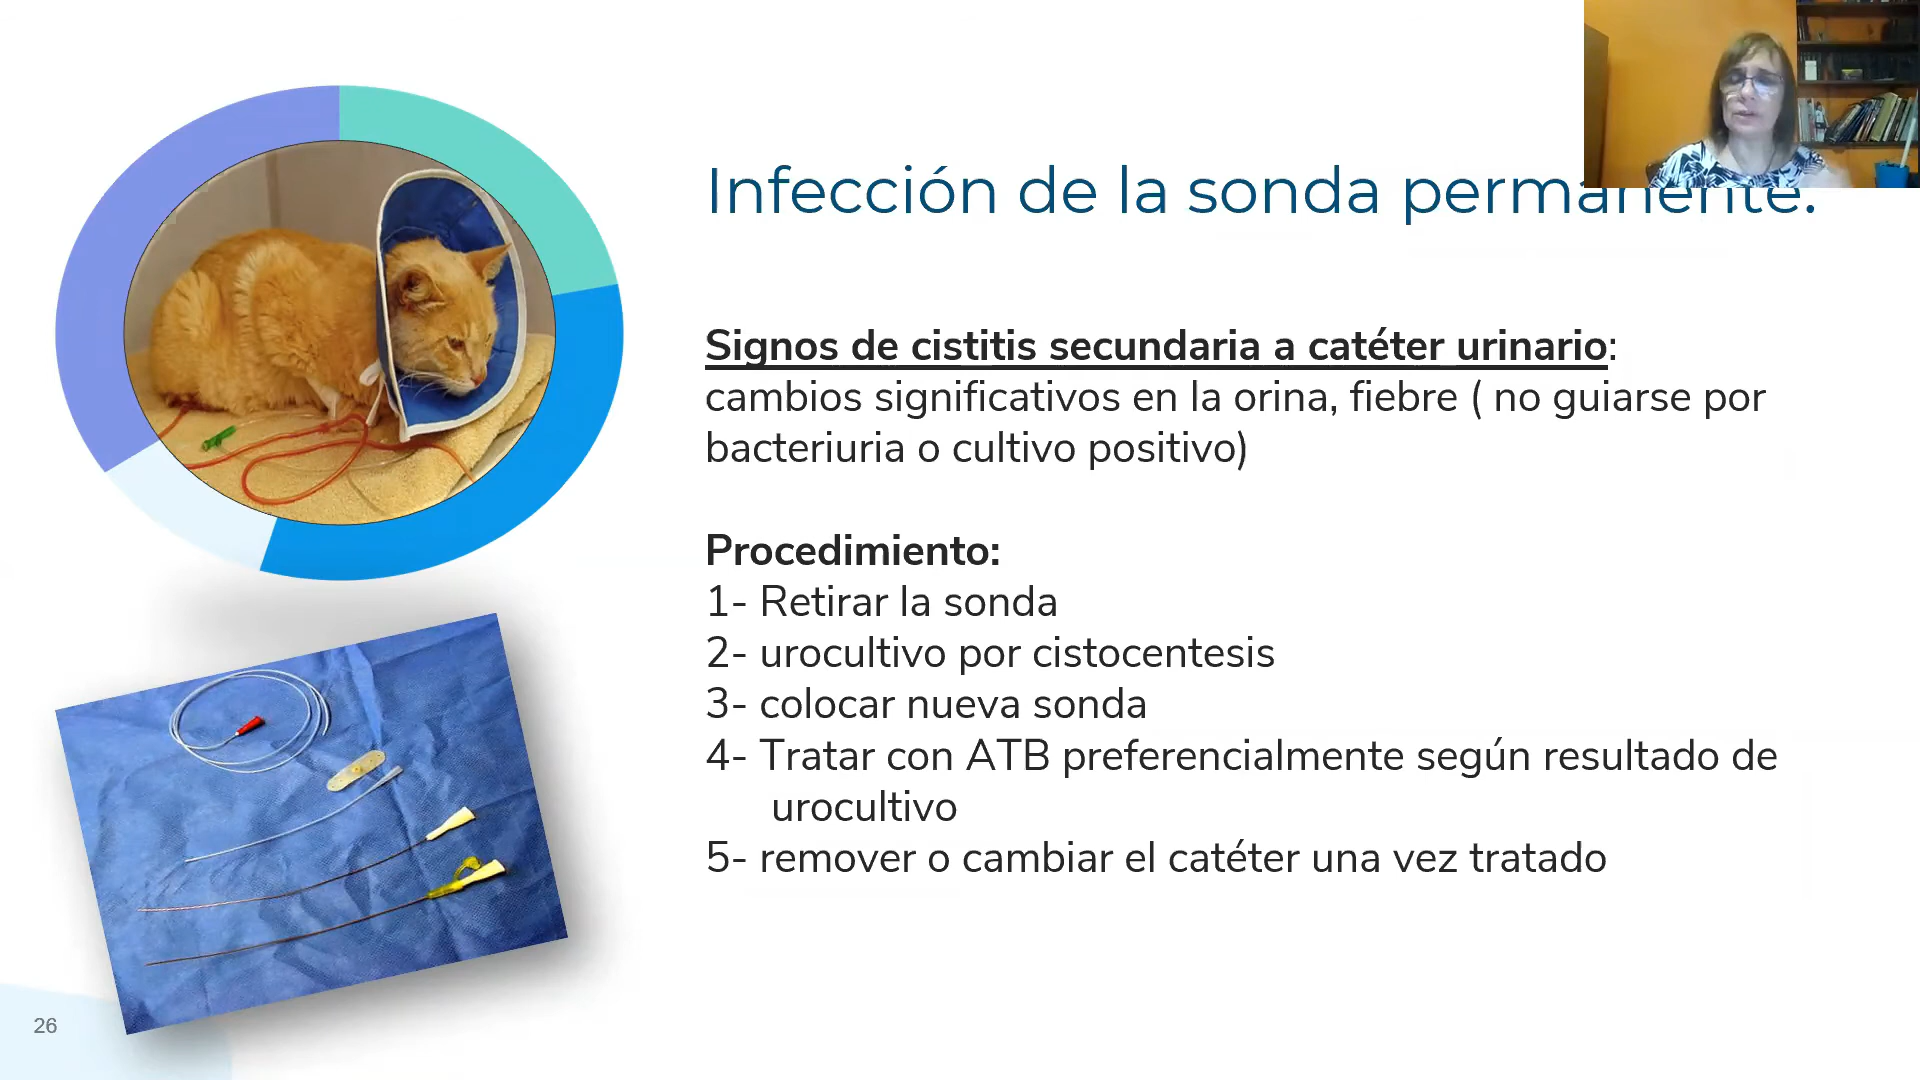 Infección de la sonda permanente.
Signos de cistitis secundaria a catéter urinario:
cambios significativos en la orina, fiebre ( no guiarse por
bacteriuria o cultivo positivo)
Procedimiento:
1- Retirar la sonda
2- urocultivo por cistocentesis
3- colocar nueva sonda
4- Tratar con ATB preferencialmente según resultado de
urocultivo
5- remover o cambiar el catéter una vez tratado
26